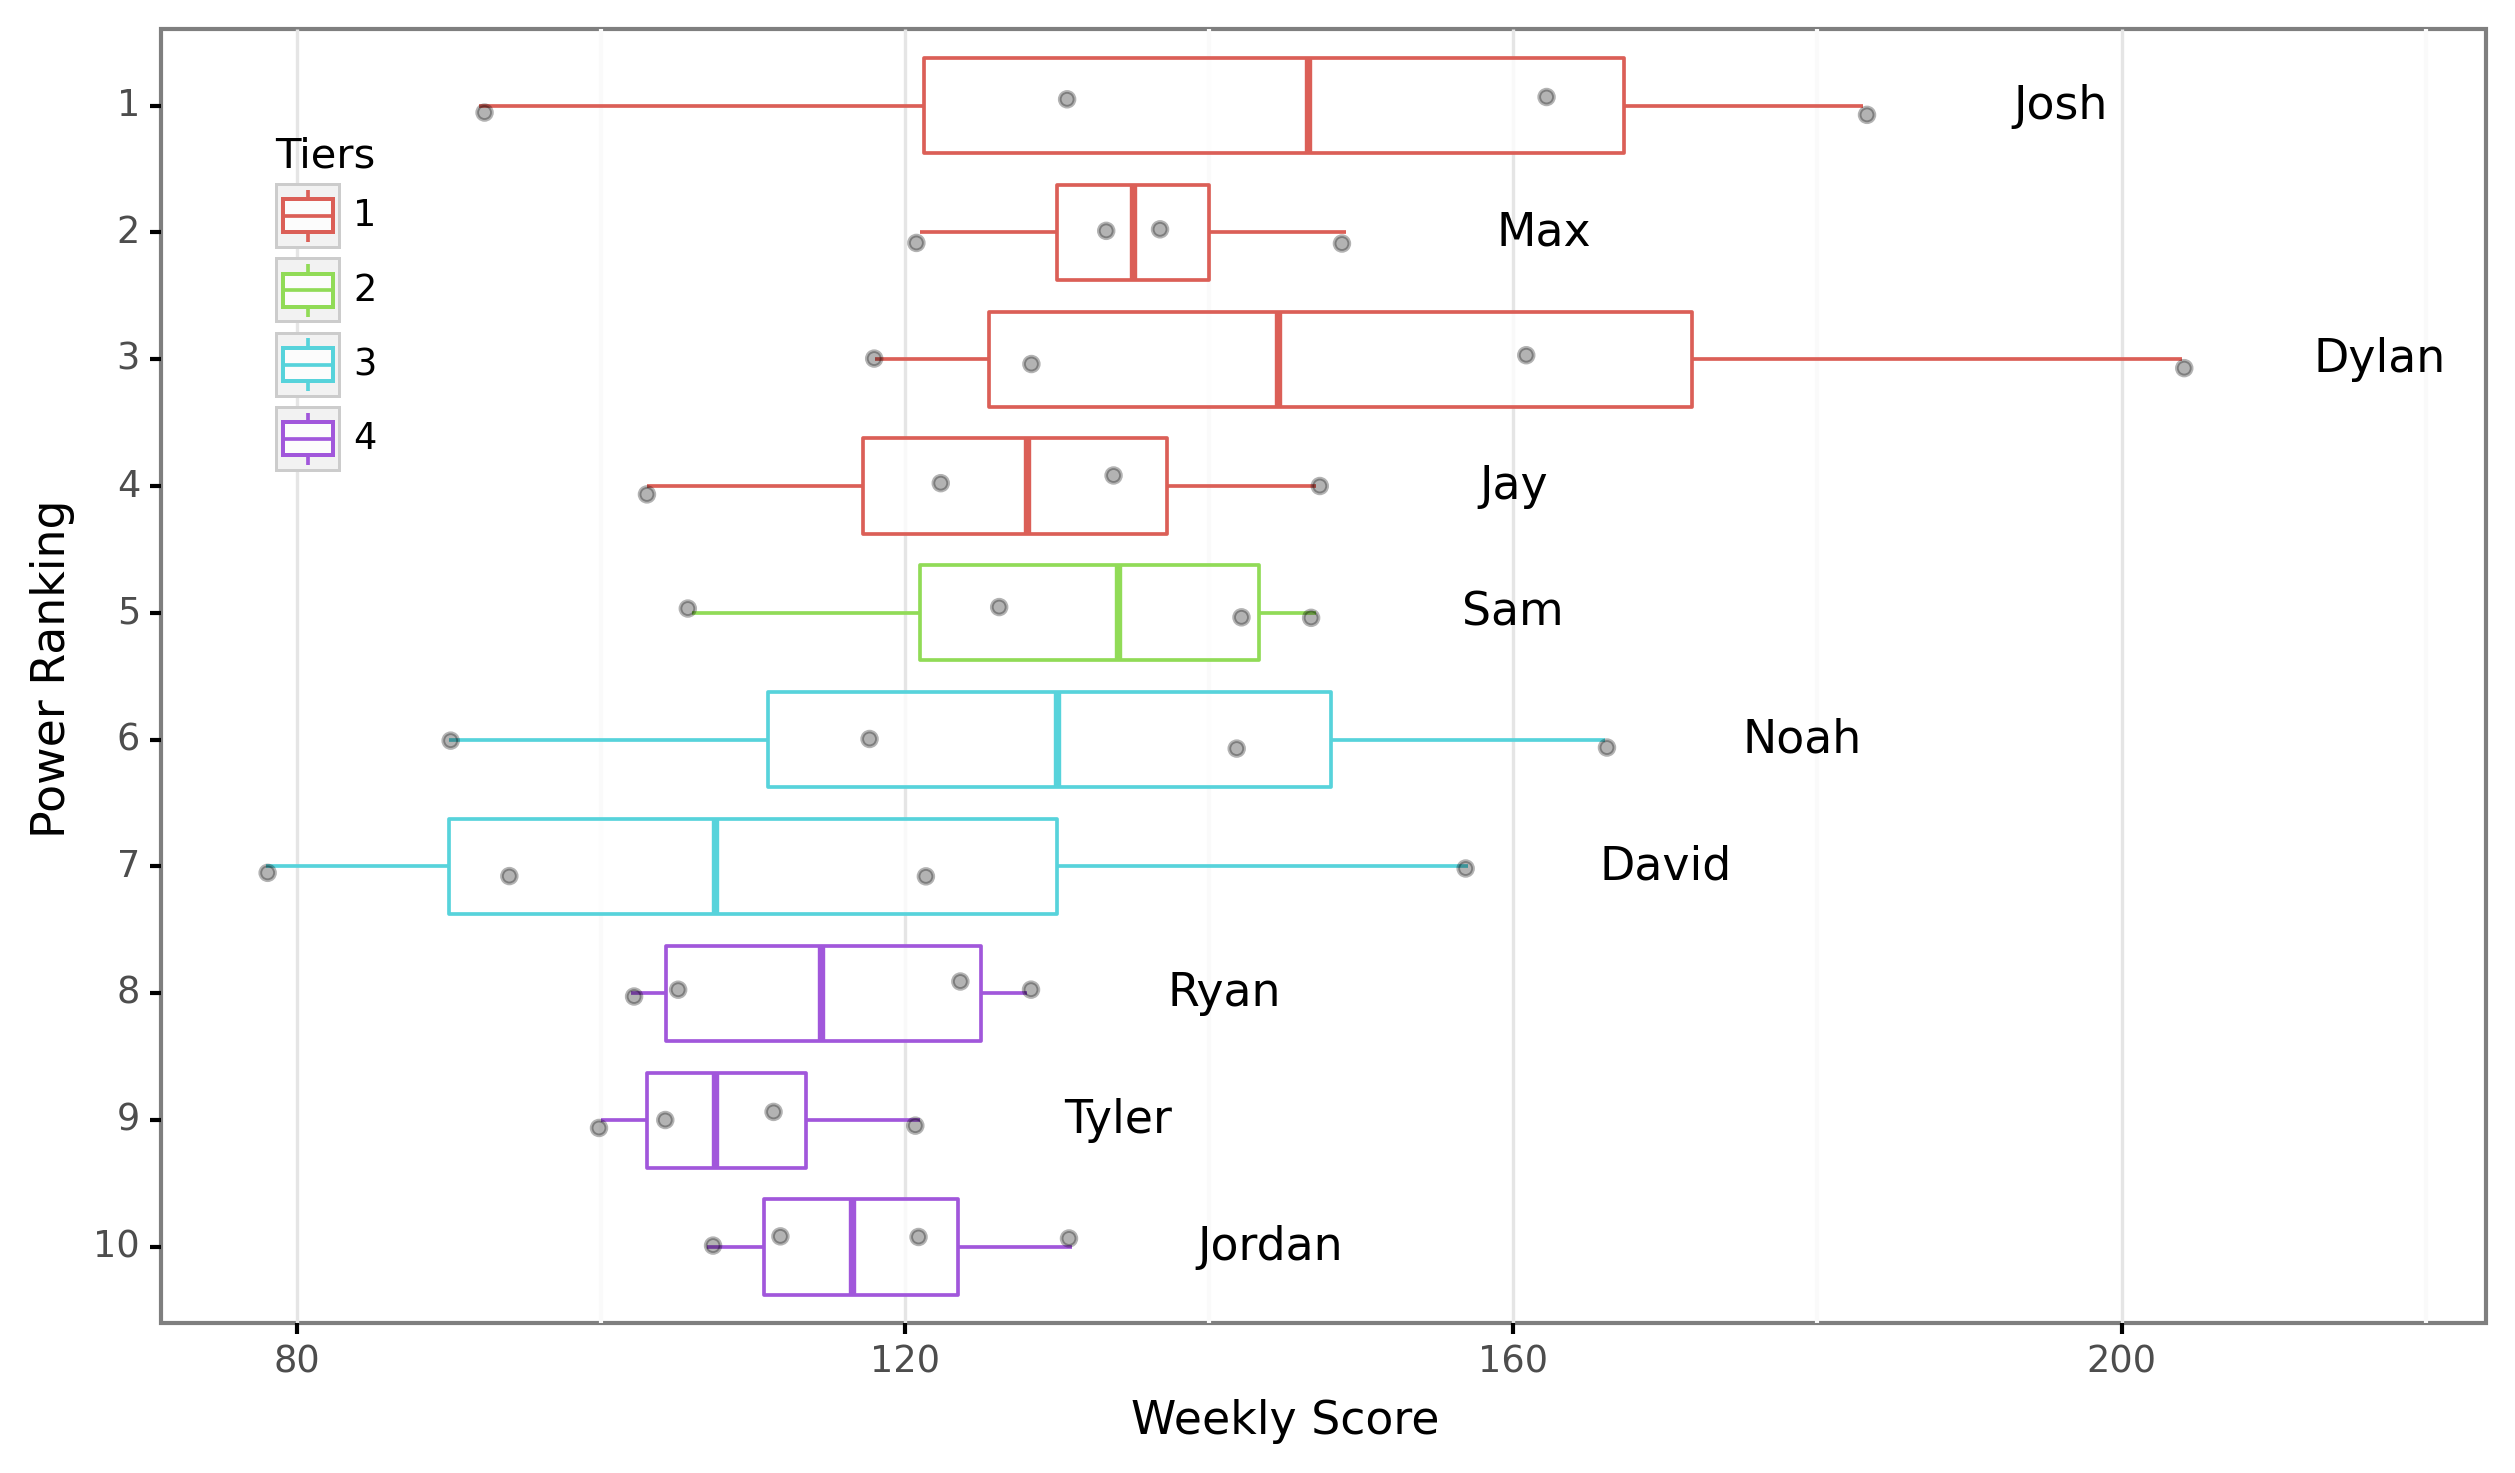 1
2
3
4
5
6
7
8
9
10
Power Ranking
Tiers
1
2
3
4
Josh
Max
Dylan
Jay
Sam
Noah
David
Ryan
Tyler
Jordan
80 120 160 200
Weekly Score